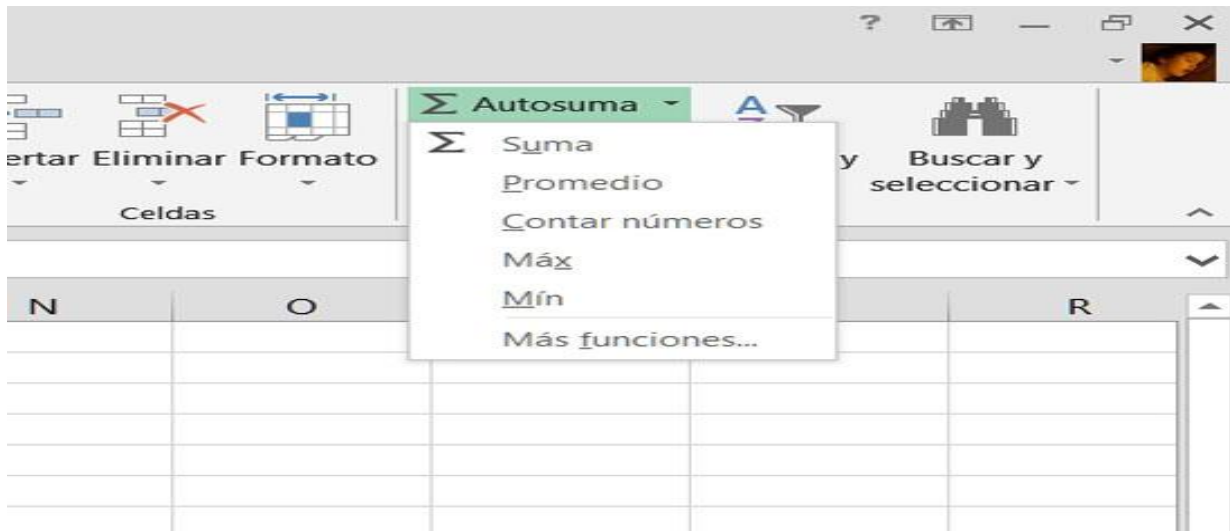 ?
Σ Autosuma
A
Σ Suma
Promedio
Contar números
Máx
Mín
Más funciones...
ertar Eliminar Formato
y
Buscar y
seleccionar
Celdas
N O R